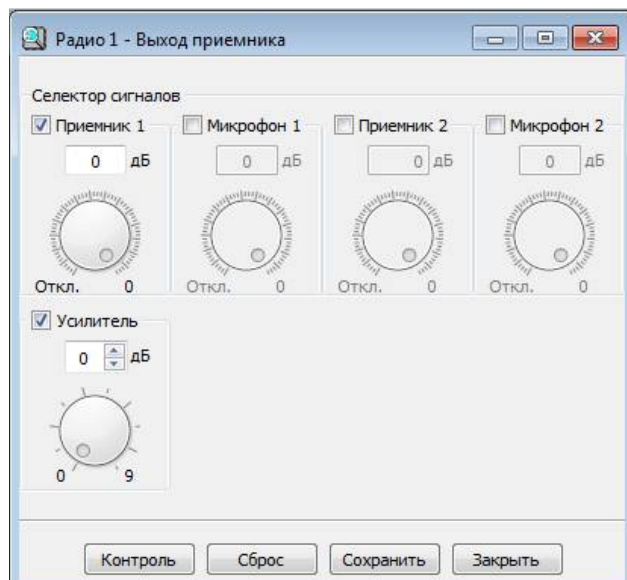 Радио 1 - Выход приемника
Селектор сигналов
Приемник 1 Микрофон 1 Приемник 2 Микрофон 2
0 дБ 0 дБ 0 дБ 0 дБ
Откл. 0 Откл. 0 Откл. 0 Откл. 0
Усилитель
0 дБ
0 9
Контроль Сброс Сохранить Закрыть